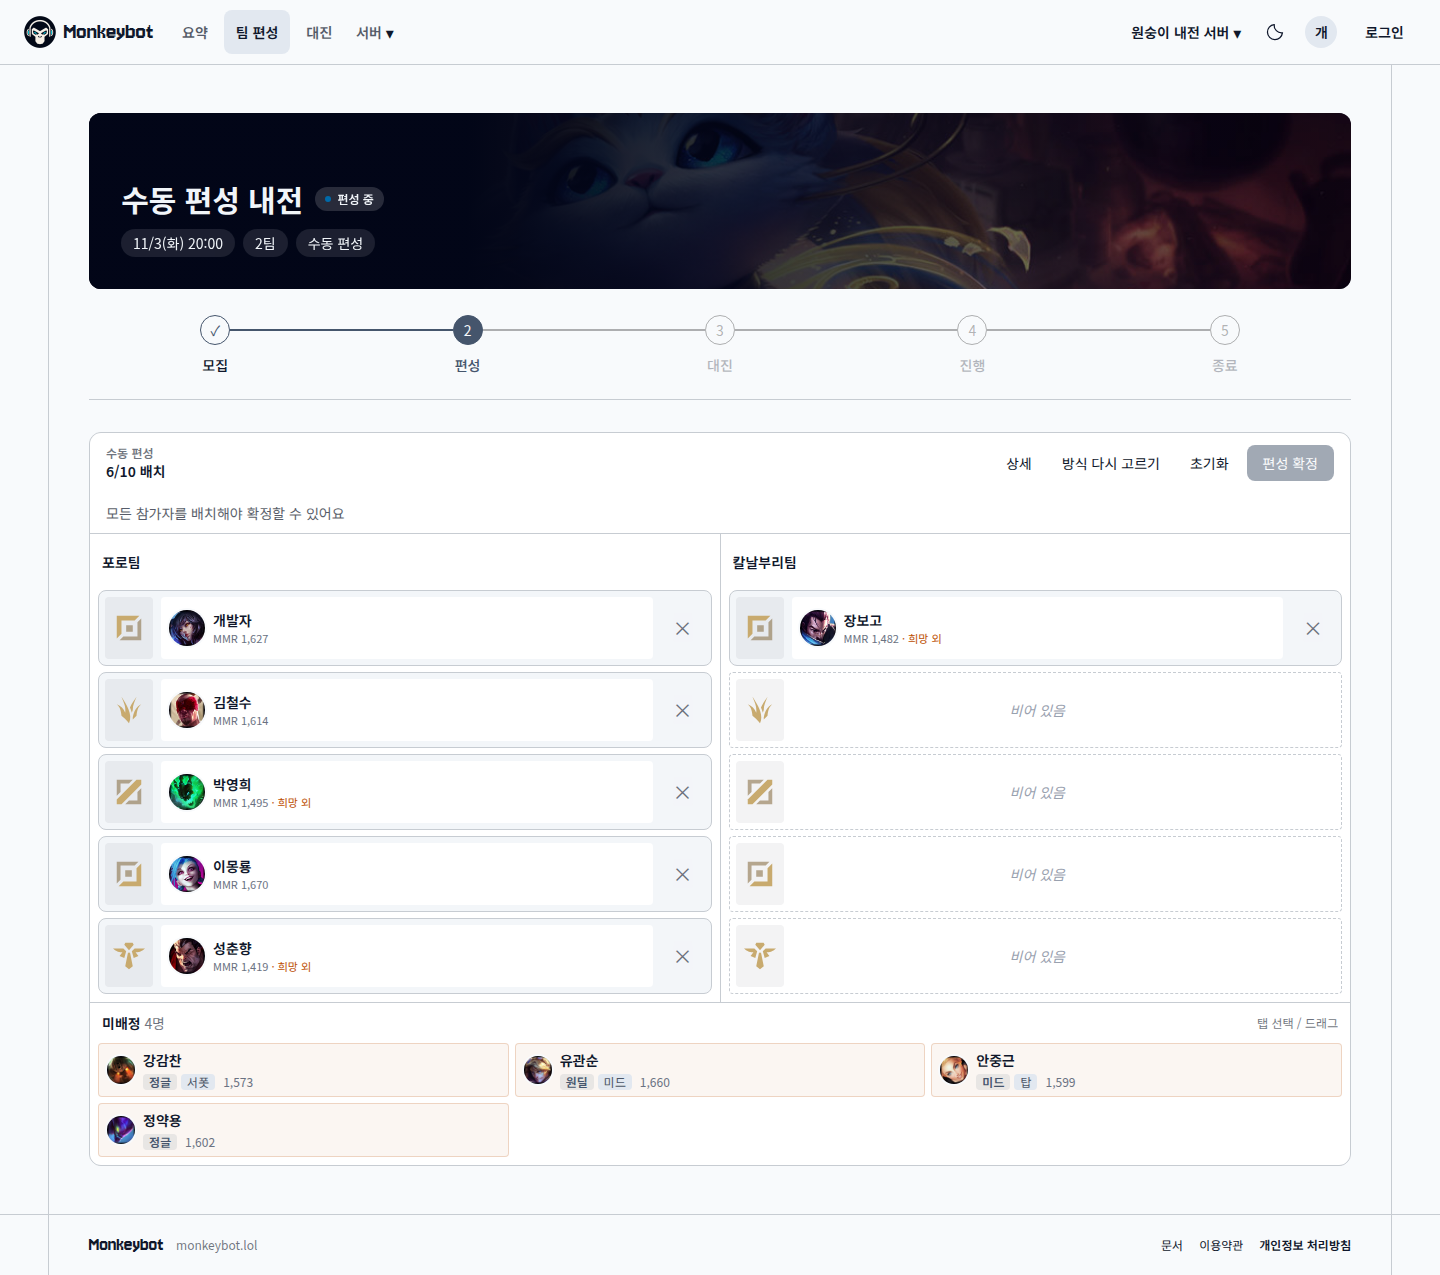 Monkeybot 요약 팀 편성 대진 서버 ▾ 원숭이 내전 서버 ▾ 개 로그인
수동 편성 내전 편성 중
11/3(화) 20:00 2팀 수동 편성
✓ 2 3 4 5
모집 편성 대진 진행 종료
수동 편성
6/10 배치
상세 방식 다시 고르기 초기화 편성 확정
모든 참가자를 배치해야 확정할 수 있어요
포로팀
개발자
MMR 1,627
김철수
MMR 1,614
박영희
MMR 1,495 · 희망 외
이몽룡
MMR 1,670
성춘향
MMR 1,419 · 희망 외
칼날부리팀
장보고
MMR 1,482 · 희망 외
비어 있음
비어 있음
비어 있음
비어 있음
미배정 4명 탭 선택 / 드래그
강감찬
정글 서폿 1,573
유관순
원딜 미드 1,660
안중근
미드 탑 1,599
정약용
정글 1,602
Monkeybot monkeybot.lol 문서 이용약관 개인정보 처리방침